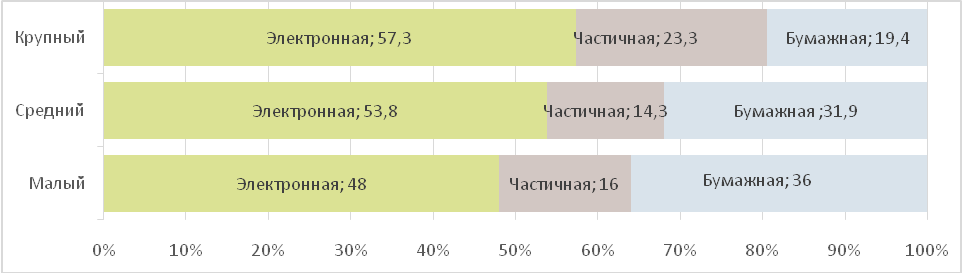 Крупный Электронная; 57,3 Частичная; 23,3 Бумажная; 19,4
Средний Электронная; 53,8 Частичная; 14,3 Бумажная ;31,9
Малый Электронная; 48 Частичная; 16 Бумажная; 36
0% 10% 20% 30% 40% 50% 60% 70% 80% 90% 100%